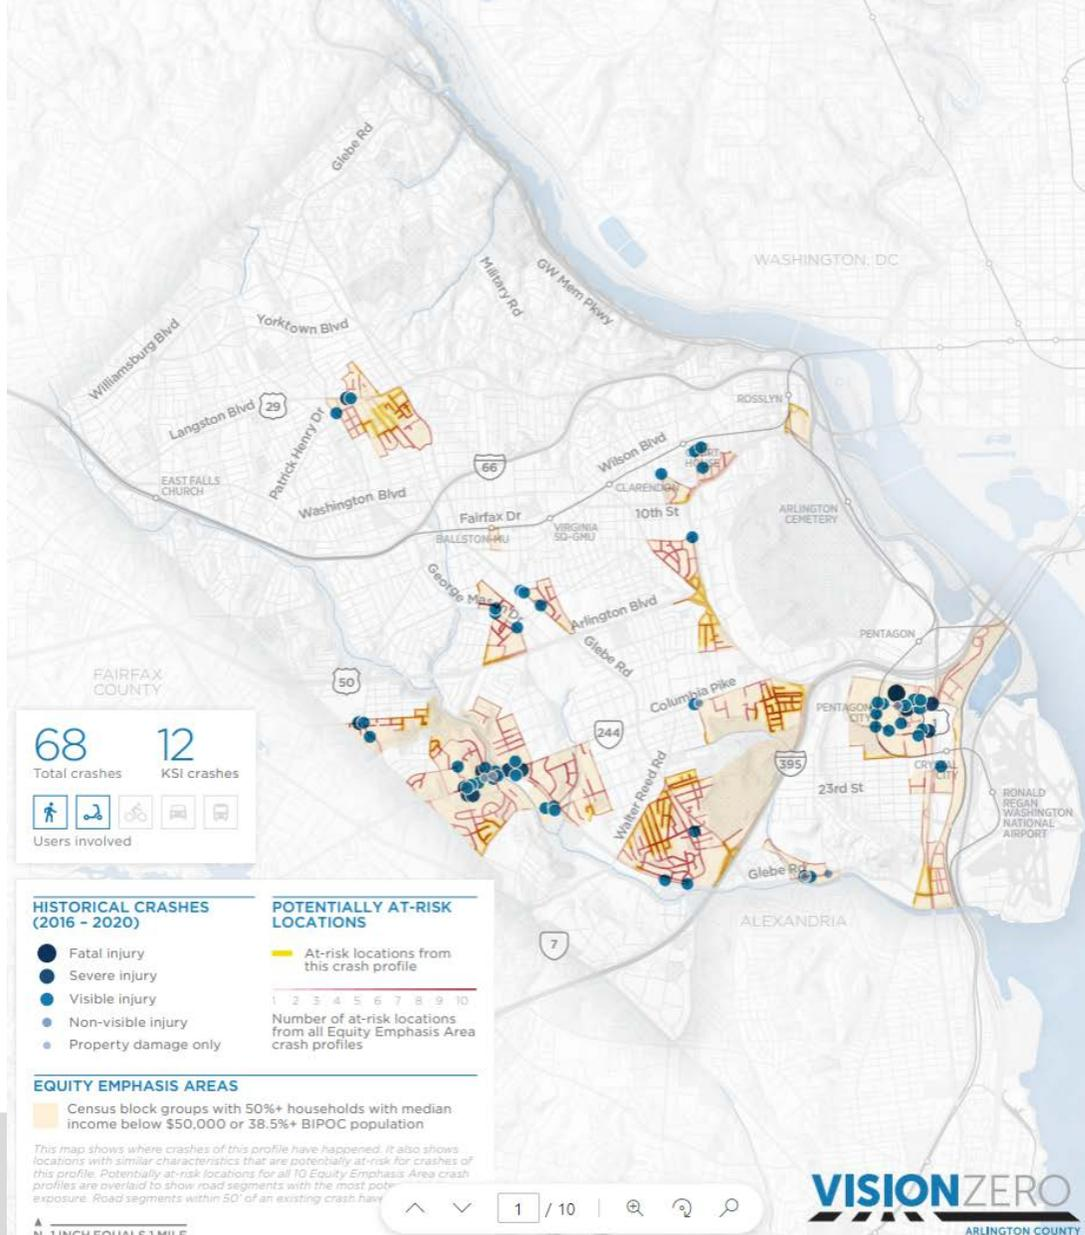 Glebe Rd
WASHINGTON, DC
Military Rd
GW Mem Pkwy
Yorktown Blvd
Williamsburg Blvd
Langston Blvd
29
Patrick Henry Dr
ROSSLYN
Wilson Blvd
COURT
HOUSE
66
EAST FALLS
CHURCH
CLARENDON
Washington Blvd
10th St
ARLINGTON
CEMETERY
Fairfax Dr
VIRGINIA
SQ-GMU
BALLSTON-MU
George Mason Dr
Arlington Blvd
Glebe Rd
PENTAGON
FAIRFAX
COUNTY
50
Columbia Pike
PENTAGON
CITY
1
244
395
CRYSTAL
CITY
23rd St
Walter Reed Rd
RONALD
REGAN
WASHINGTON
NATIONAL
AIRPORT
Glebe Rd
ALEXANDRIA
7
68
Total crashes
12
KSI crashes
Users involved
HISTORICAL CRASHES
(2016 – 2020)
Fatal injury
Severe injury
Visible injury
Non-visible injury
Property damage only
POTENTIALLY AT-RISK
LOCATIONS
At-risk locations from
this crash profile
1 2 3 4 5 6 7 8 9 10
Number of at-risk locations
from all Equity Emphasis Area
crash profiles
EQUITY EMPHASIS AREAS
Census block groups with 50%+ households with median
income below $50,000 or 38.5%+ BIPOC population
This map shows where crashes of this profile have happened. It also shows
locations with similar characteristics that are potentially at-risk for crashes of
this profile. Potentially at-risk locations for all 10 Equity Emphasis Area crash
profiles are overlaid to show road segments with the most
exposure. Road segments within 50' of an existing crash have
N 1 INCH EQUALS 1 MILE
1 / 10
VISIONZERO
ARLINGTON COUNTY